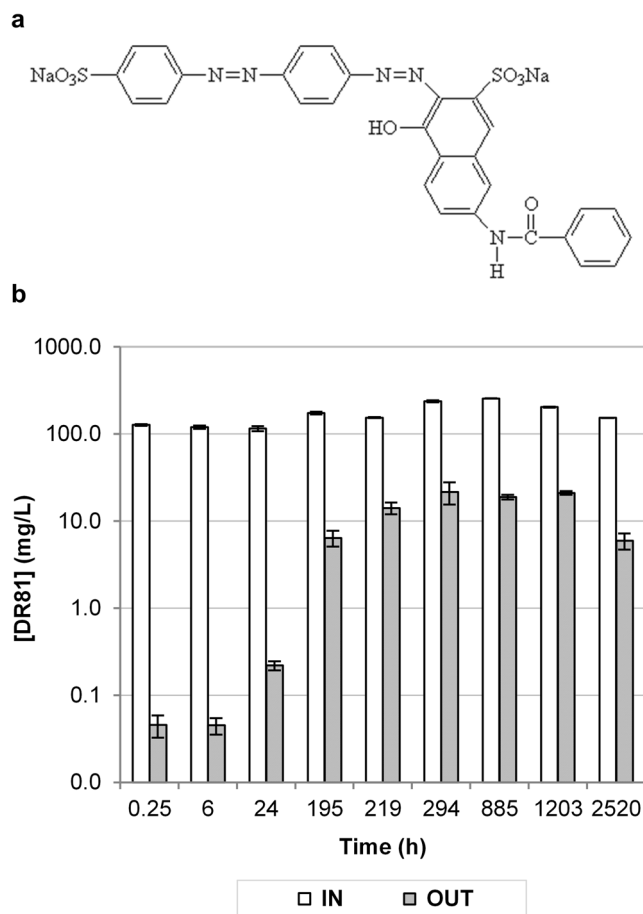 a
NaO₃S
N=N
N=N
SO₃Na
HO
O
N
C
H
b
[DR81] (mg/L)
1000.0
100.0
10.0
1.0
0.1
0.0
0.25 6 24 195 219 294 885 1203 2520
Time (h)
IN OUT